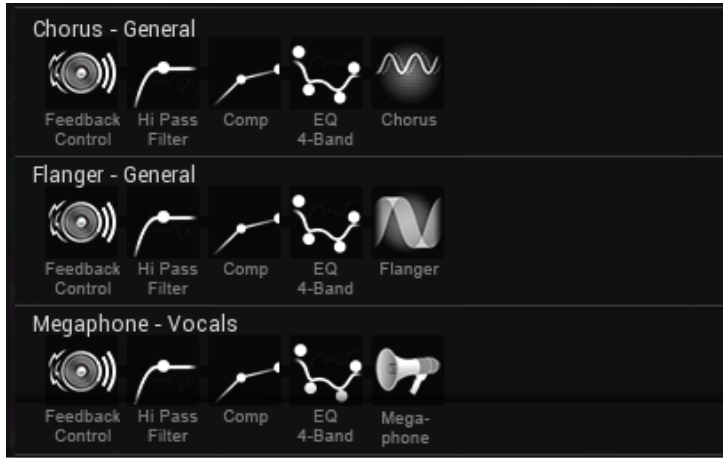 Chorus - General
Feedback Hi Pass Comp EQ Chorus
Control Filter 4-Band
Flanger - General
Feedback Hi Pass Comp EQ Flanger
Control Filter 4-Band
Megaphone - Vocals
Feedback Hi Pass Comp EQ Mega-
Control Filter 4-Band phone